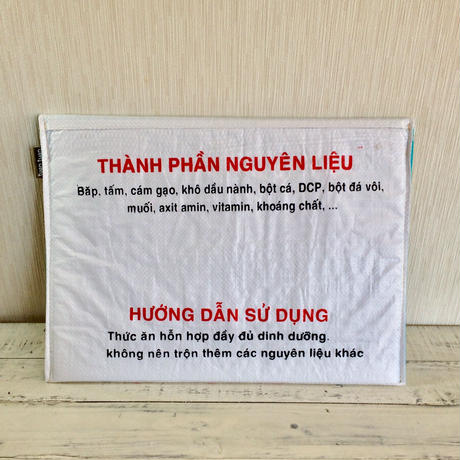 THÀNH PHẦN NGUYÊN LIỆU
Băp, tấm, cám gạo, khô dầu nành, bột cá, DCP, bột đá vôi,
muối, axit amin, vitamin, khoáng chất, ...
HƯỚNG DẪN SỬ DỤNG
Thức ăn hỗn hợp đầy đủ dinh dưỡng.
không nên trộn thêm các nguyên liệu khác